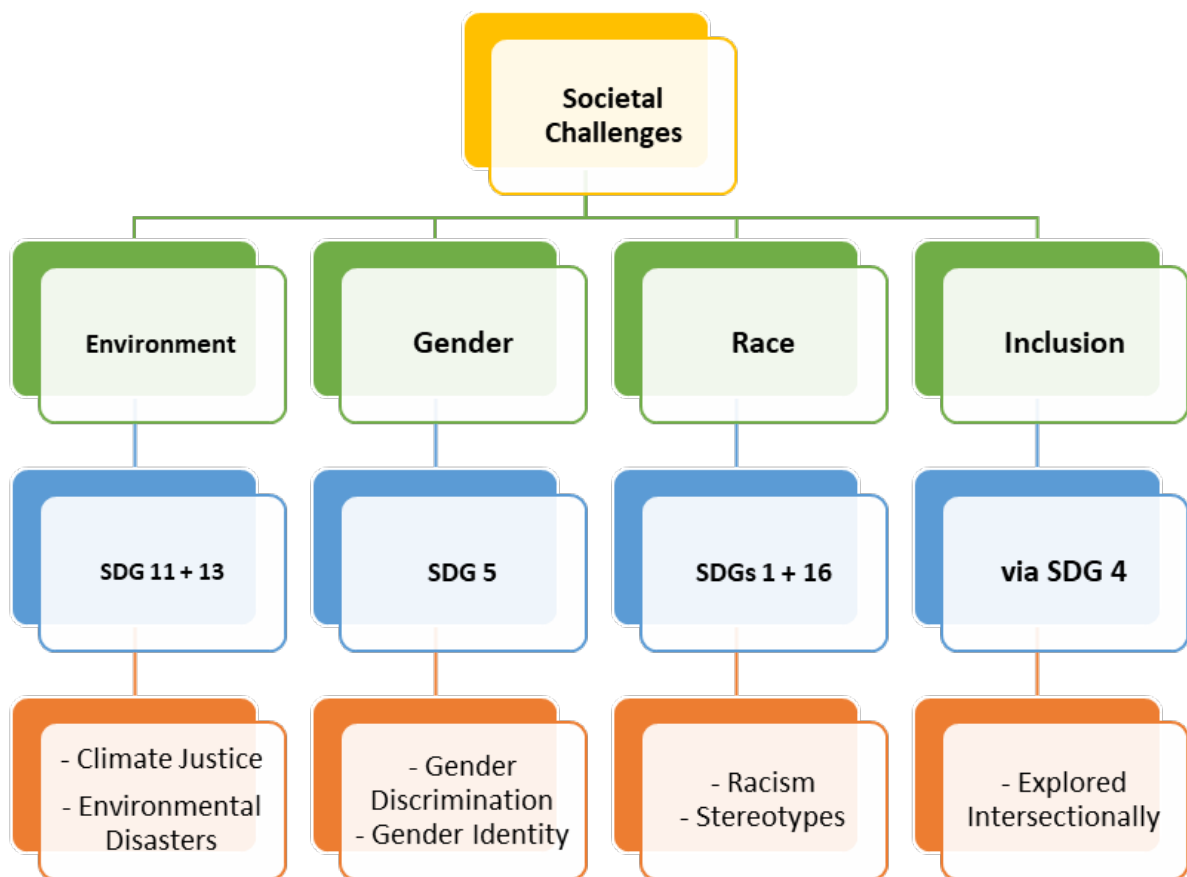 Societal
Challenges
Environment
Gender
Race
Inclusion
SDG 11 + 13
SDG 5
SDGs 1 + 16
via SDG 4
- Climate Justice
- Environmental
Disasters
- Gender
Discrimination
- Gender Identity
- Racism
- Stereotypes
- Explored
Intersectionally